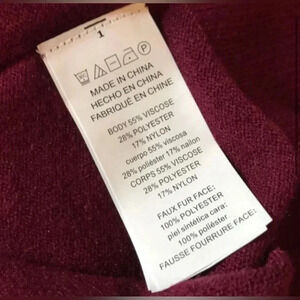 1
MADE IN CHINA
HECHO EN CHINA
FABRIQUÉ EN CHINE
BODY 55% VISCOSE
28% POLYESTER
17% NYLON
cuerpo 55% viscosa
28% poliéster 17% nailon
CORPS 55% VISCOSE
28% POLYESTER
17% NYLON
FAUX FUR FACE:
100% POLYESTER
piel sintética cara:
100% poliéster
FAUSSE FOURRURE FACE: